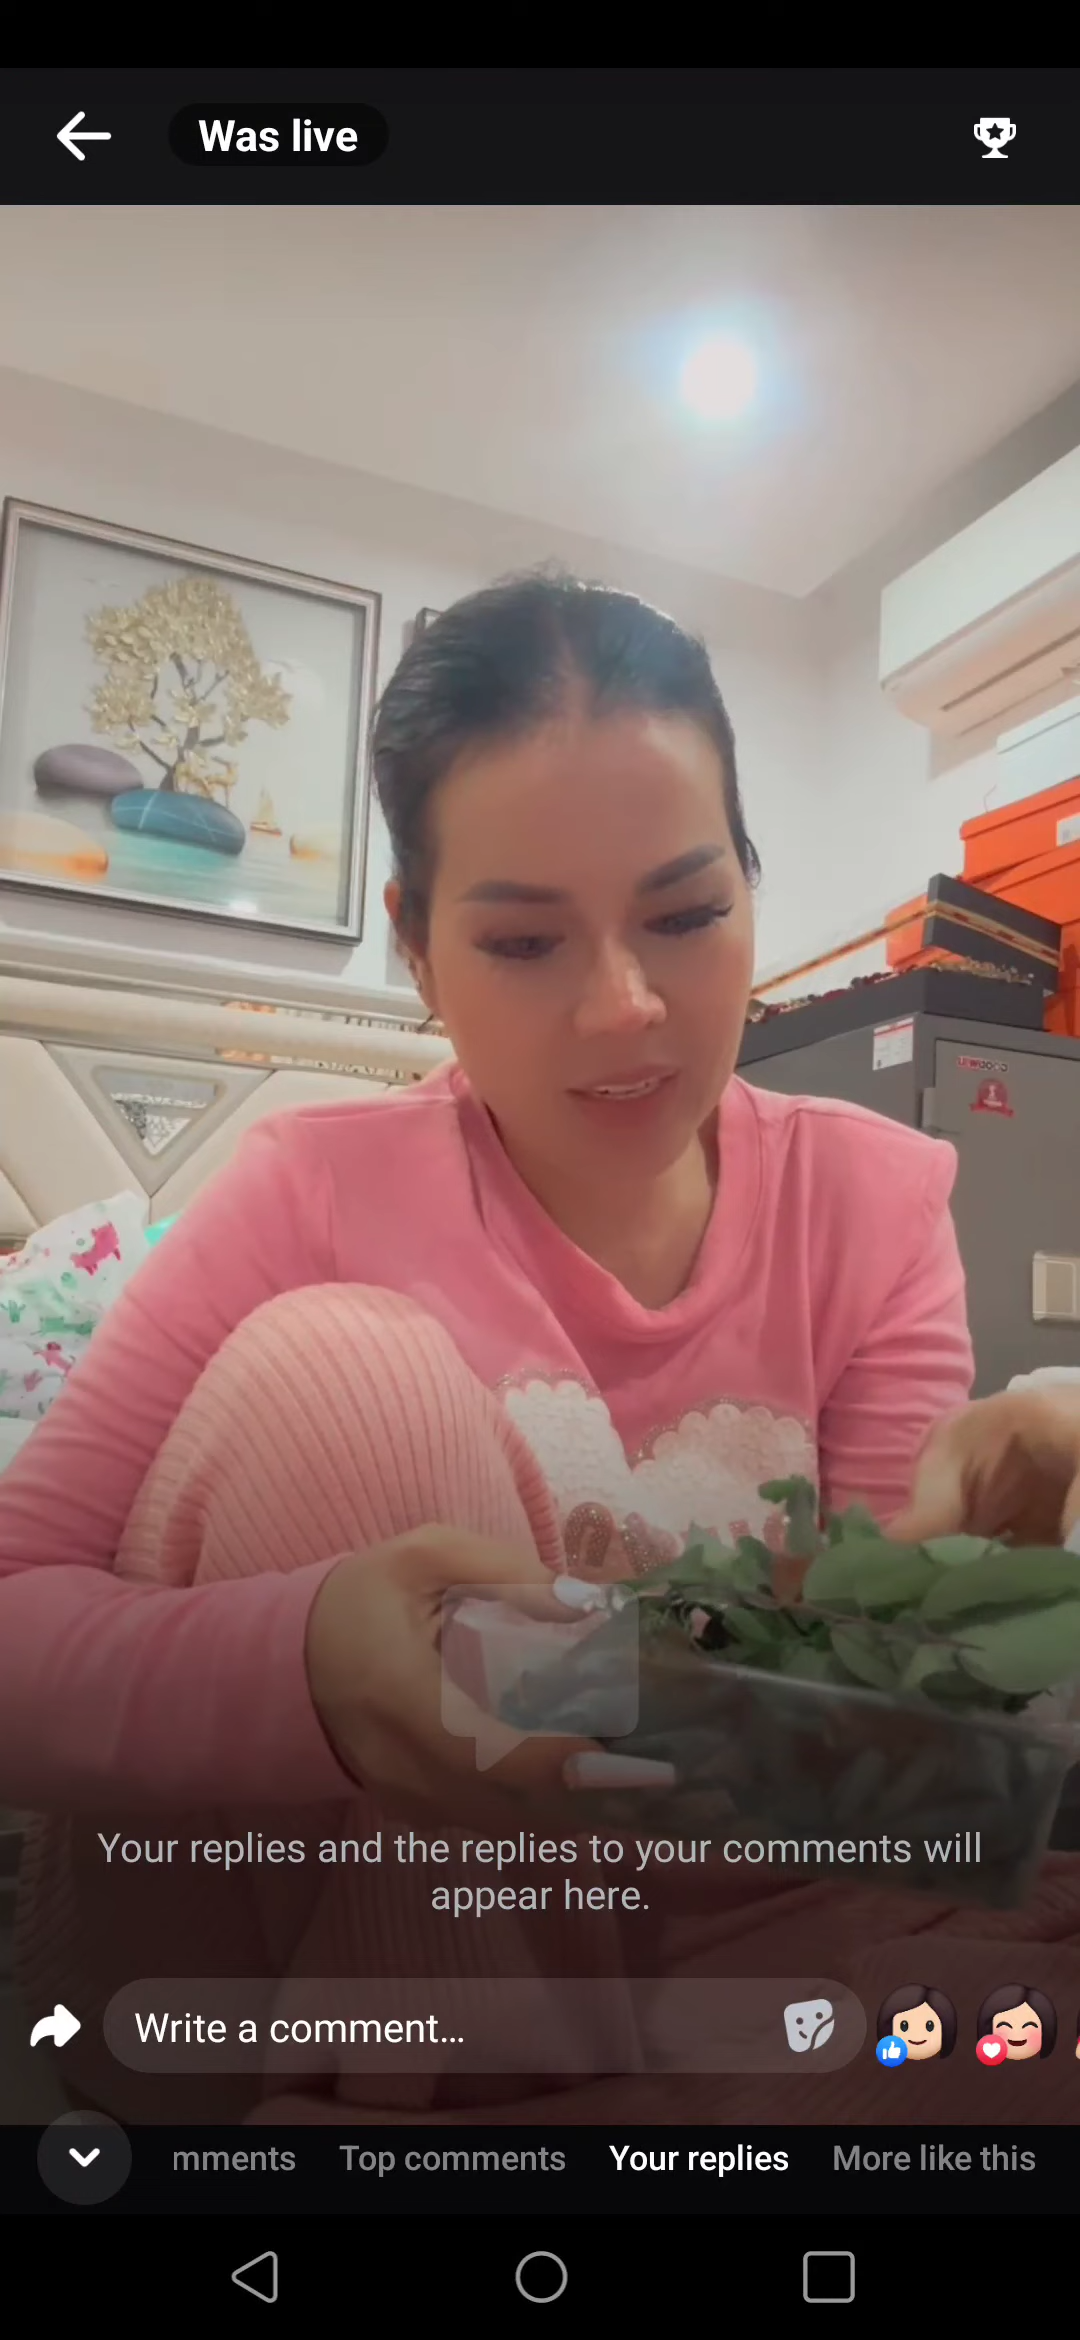 Was live
Your replies and the replies to your comments will
appear here.
Write a comment...
mments
Top comments
Your replies
More like this